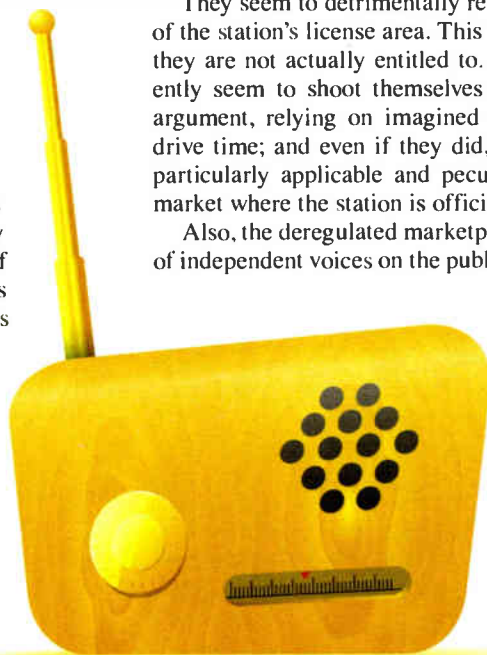 They seem to detrimentally re
of the station's license area. This
they are not actually entitled to.
ently seem to shoot themselves
argument, relying on imagined
drive time; and even if they did,
particularly applicable and pecu
market where the station is offici
Also, the deregulated marketp
of independent voices on the publ